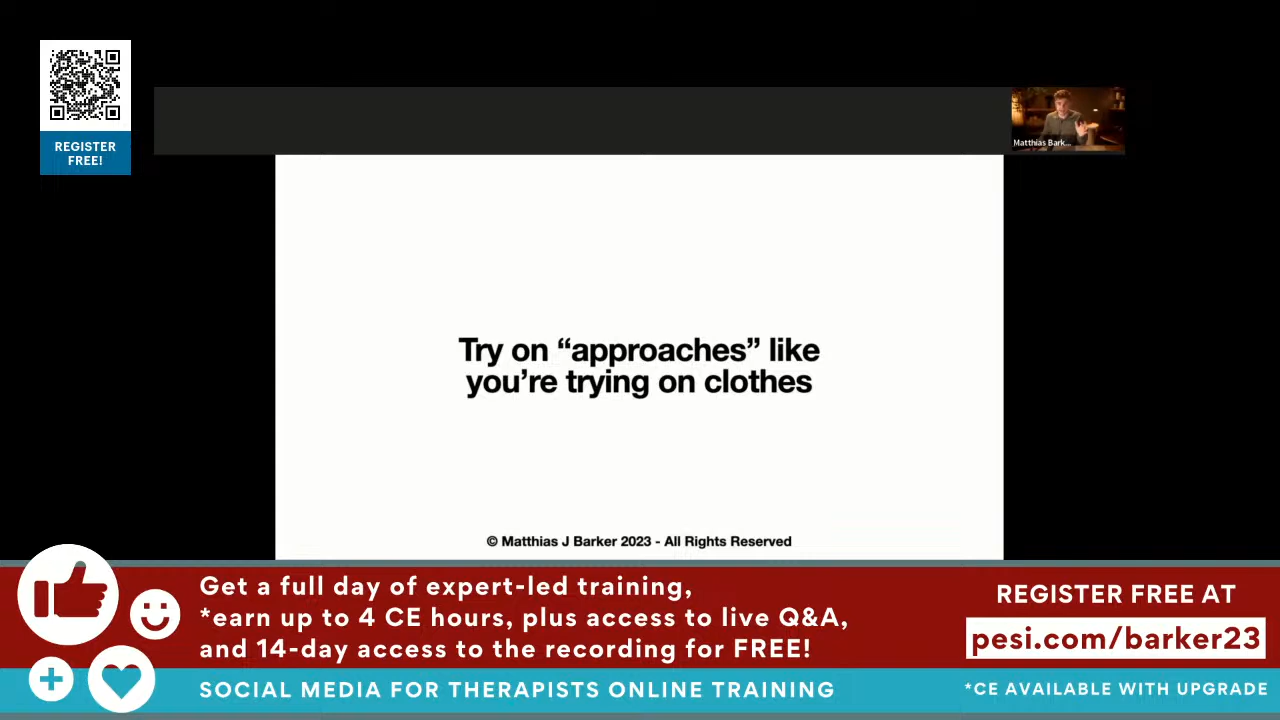 REGISTER
FREE!
Matthias Bark...
Try on “approaches” like
you’re trying on clothes
© Matthias J Barker 2023 - All Rights Reserved
Get a full day of expert-led training,
*earn up to 4 CE hours, plus access to live Q&A,
and 14-day access to the recording for FREE!
SOCIAL MEDIA FOR THERAPISTS ONLINE TRAINING
REGISTER FREE AT
pesi.com/barker23
*CE AVAILABLE WITH UPGRADE